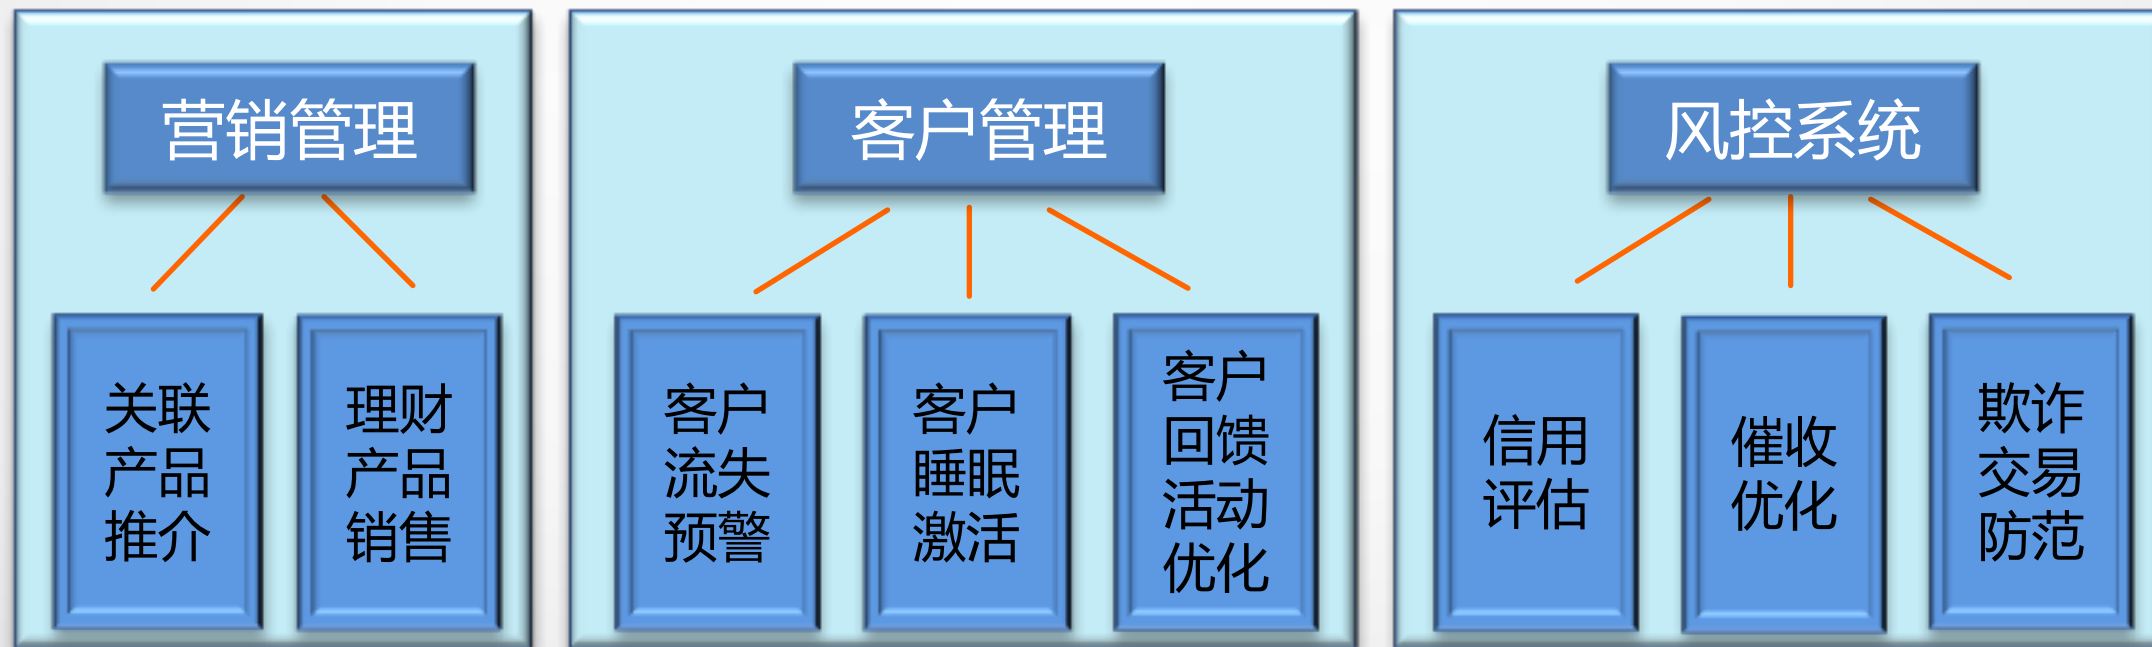 营销管理
关联
产品
推介
理财
产品
销售
客户管理
客户
流失
预警
客户
睡眠
激活
客户
回馈
活动
优化
风控系统
信用
评估
催收
优化
欺诈
交易
防范